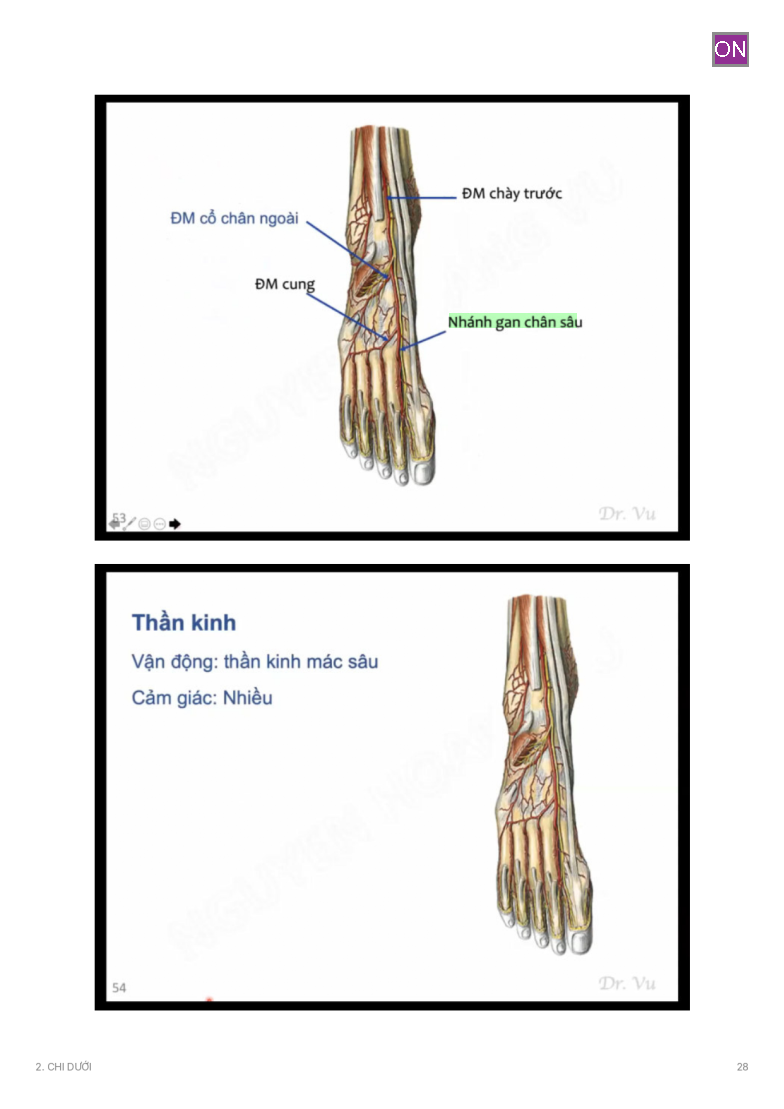 ON
ĐM chày trước
ĐM cổ chân ngoài
ĐM cung
Nhánh gan chân sâu
53
Dr. Vu
Thần kinh
Vận động: thần kinh mác sâu
Cảm giác: Nhiều
54
Dr. Vu
2. CHI DƯỚI
28